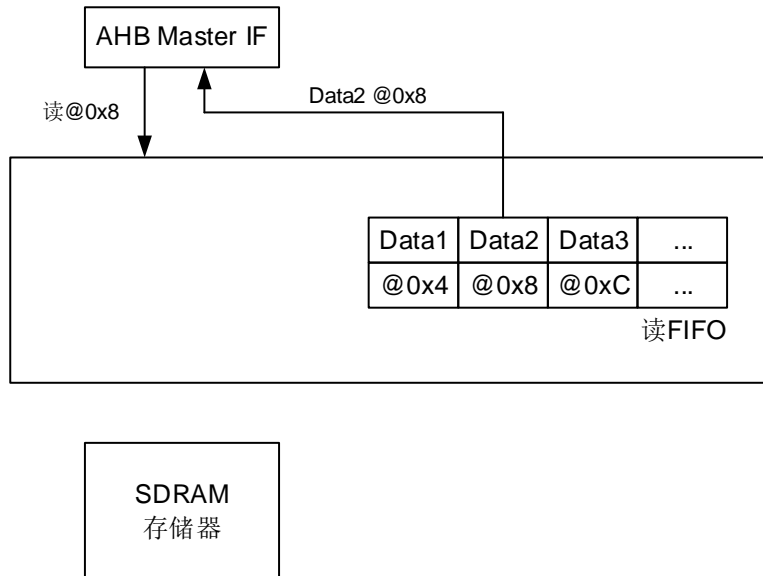 AHB Master IF
读@0x8
Data2 @0x8
Data1 Data2 Data3 ...
@0x4 @0x8 @0xC ...
读FIFO
SDRAM
存储器